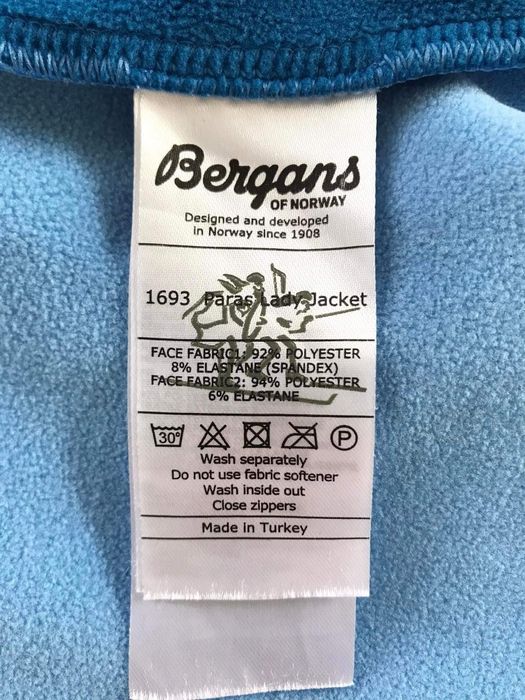 Bergans
OF NORWAY
Designed and developed
in Norway since 1908
1693 Paras Lady Jacket
FACE FABRIC1: 92% POLYESTER
8% ELASTANE (SPANDEX)
FACE FABRIC2: 94% POLYESTER
6% ELASTANE
30° P
Wash separately
Do not use fabric softener
Wash inside out
Close zippers
Made in Turkey